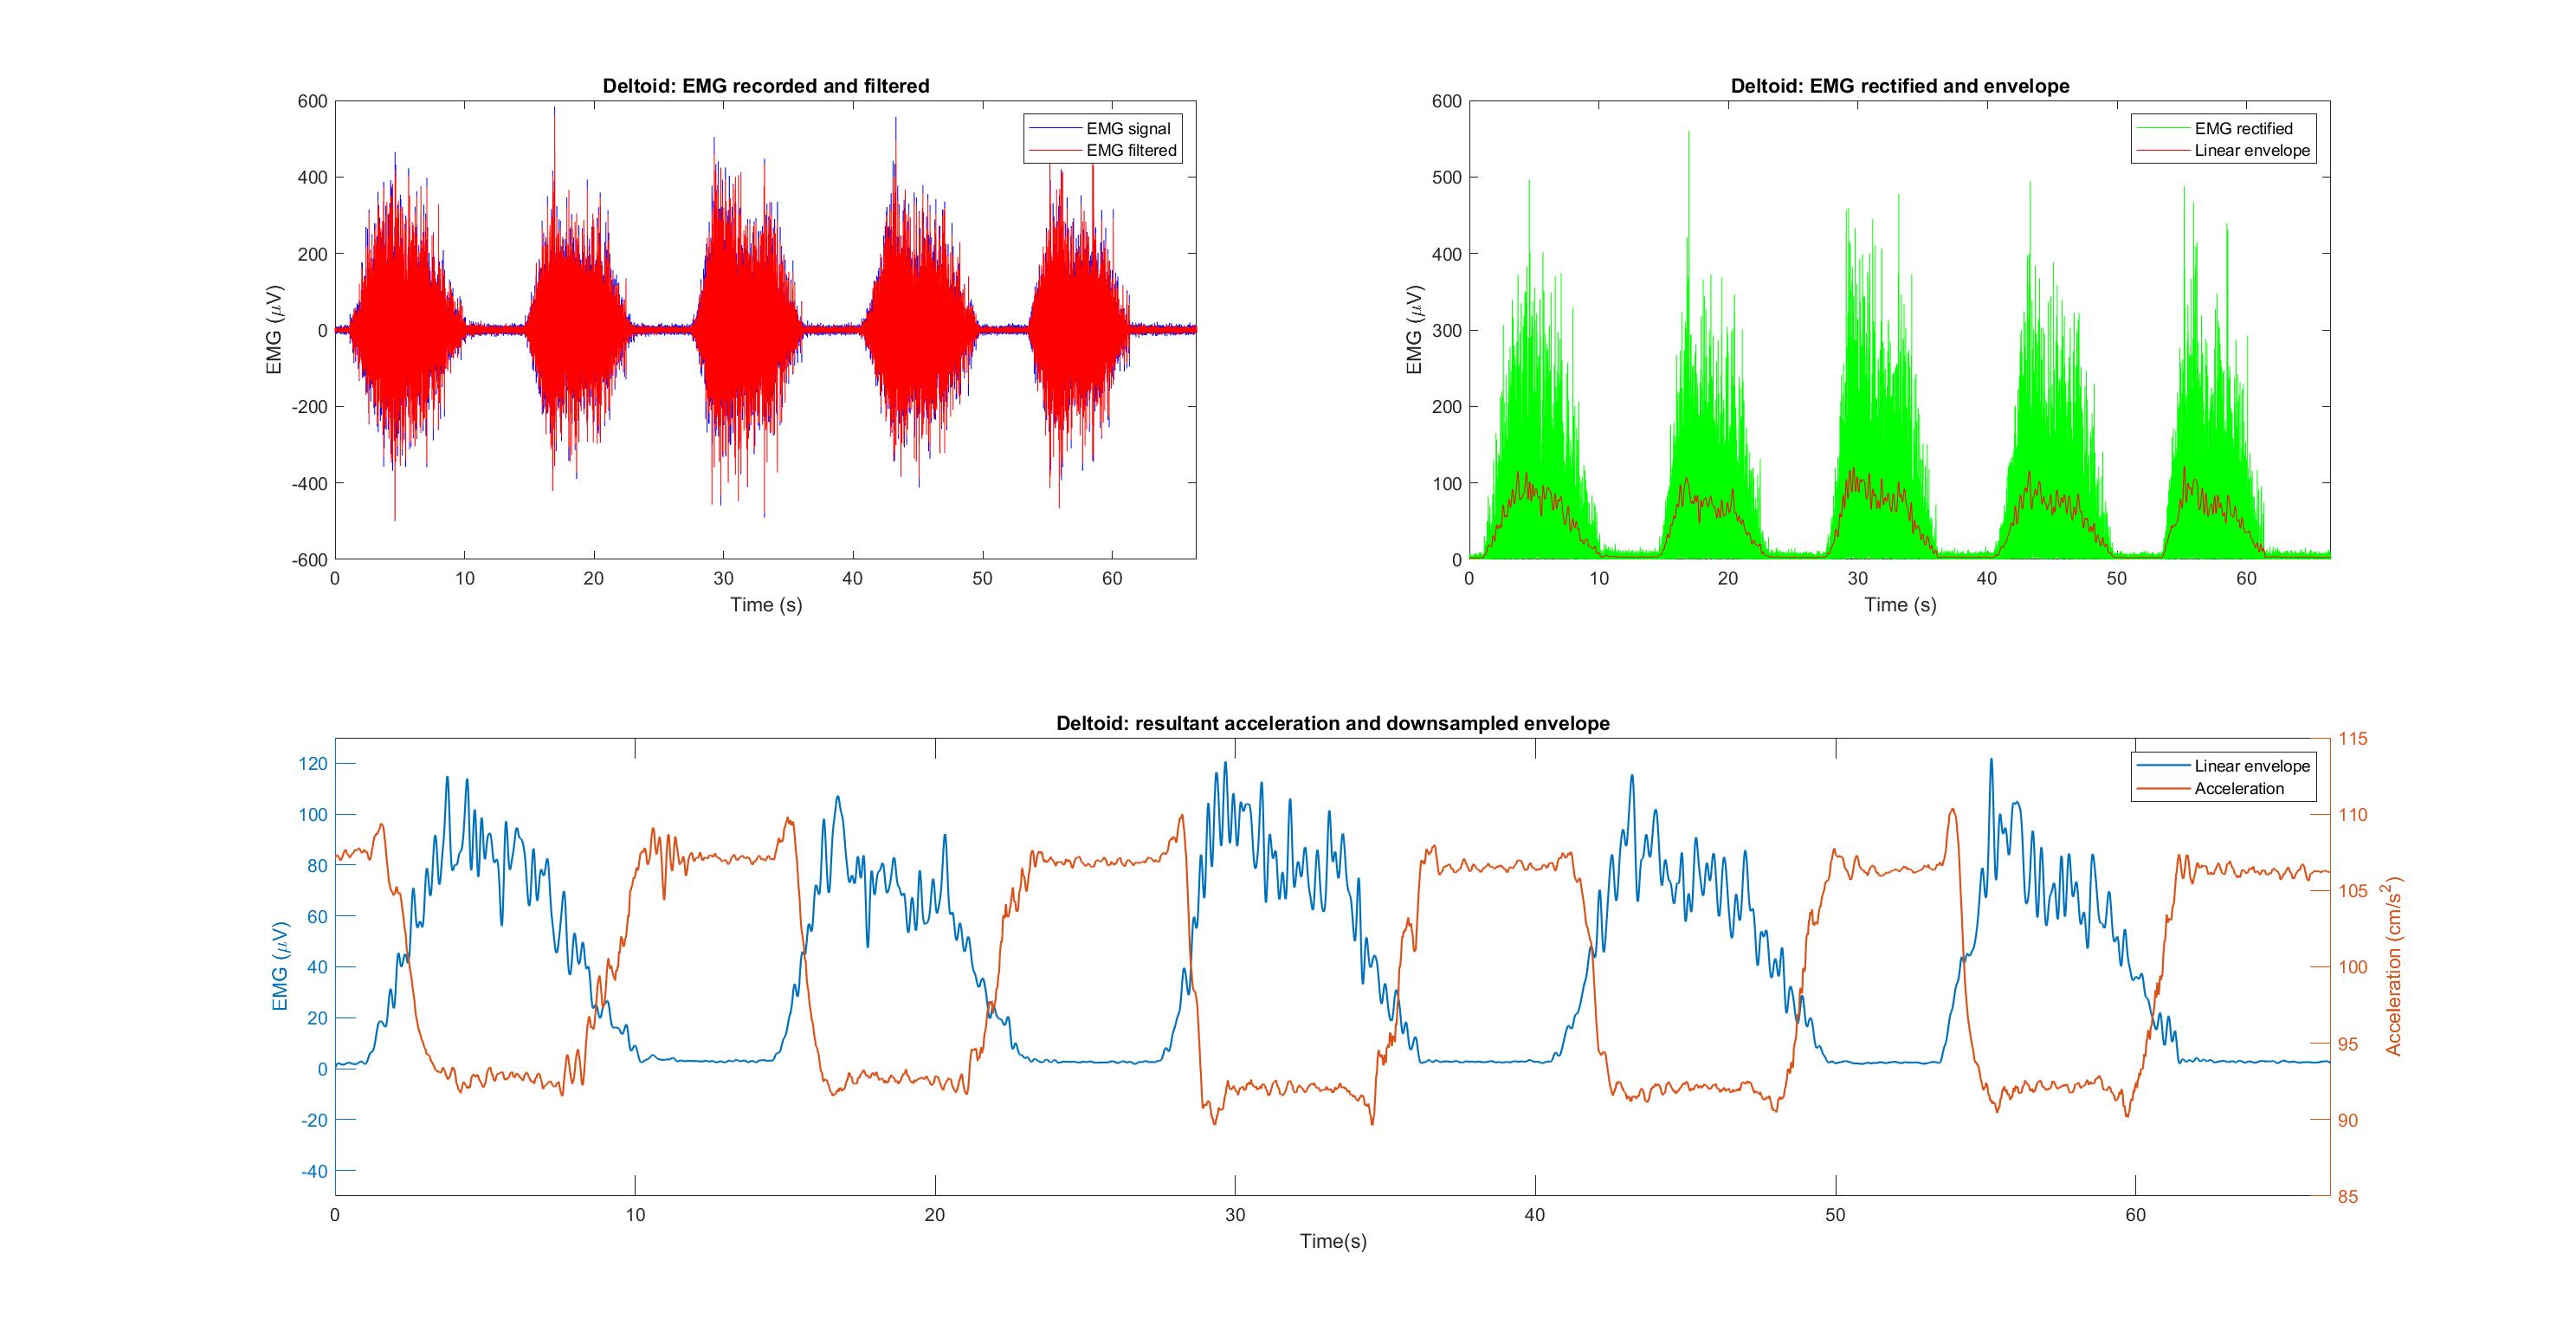 Deltoid: EMG recorded and filtered
600
400
200
0
-200
-400
-600
EMG (μV)
EMG signal
EMG filtered
0 10 20 30 40 50 60
Time (s)
Deltoid: EMG rectified and envelope
600
500
400
300
200
100
0
EMG (μV)
EMG rectified
Linear envelope
0 10 20 30 40 50 60
Time (s)
Deltoid: resultant acceleration and downsampled envelope
120
100
80
60
40
20
0
-20
-40
EMG (μV)
Linear envelope
Acceleration
115
110
105
100
95
90
85
Acceleration (cm/s²)
0 10 20 30 40 50 60
Time(s)